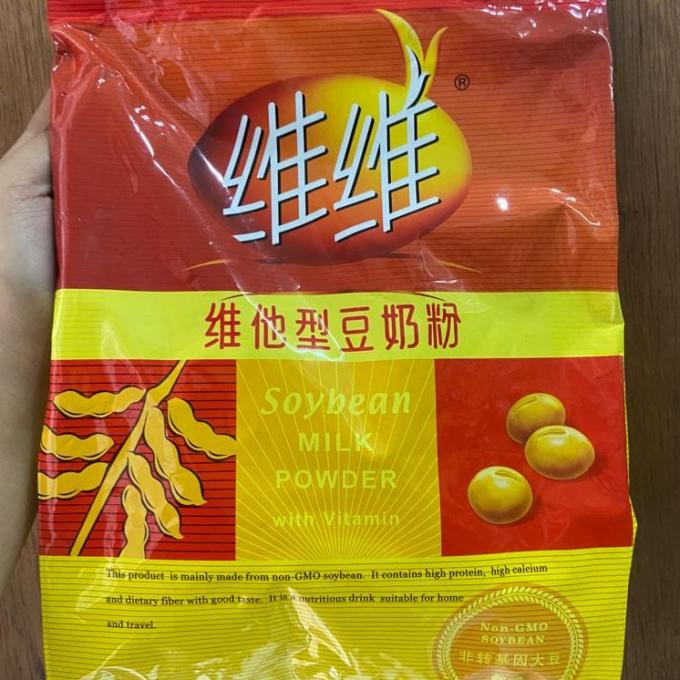 维维®
维他型豆奶粉
Soybean
MILK
POWDER
with Vitamin
This product is mainly made from non-GMO soybean. It contains high protein, high calcium
and dietary fiber with good taste. It is a nutritious drink suitable for home
and travel.
Non-GMO
SOYBEAN
非转基因大豆